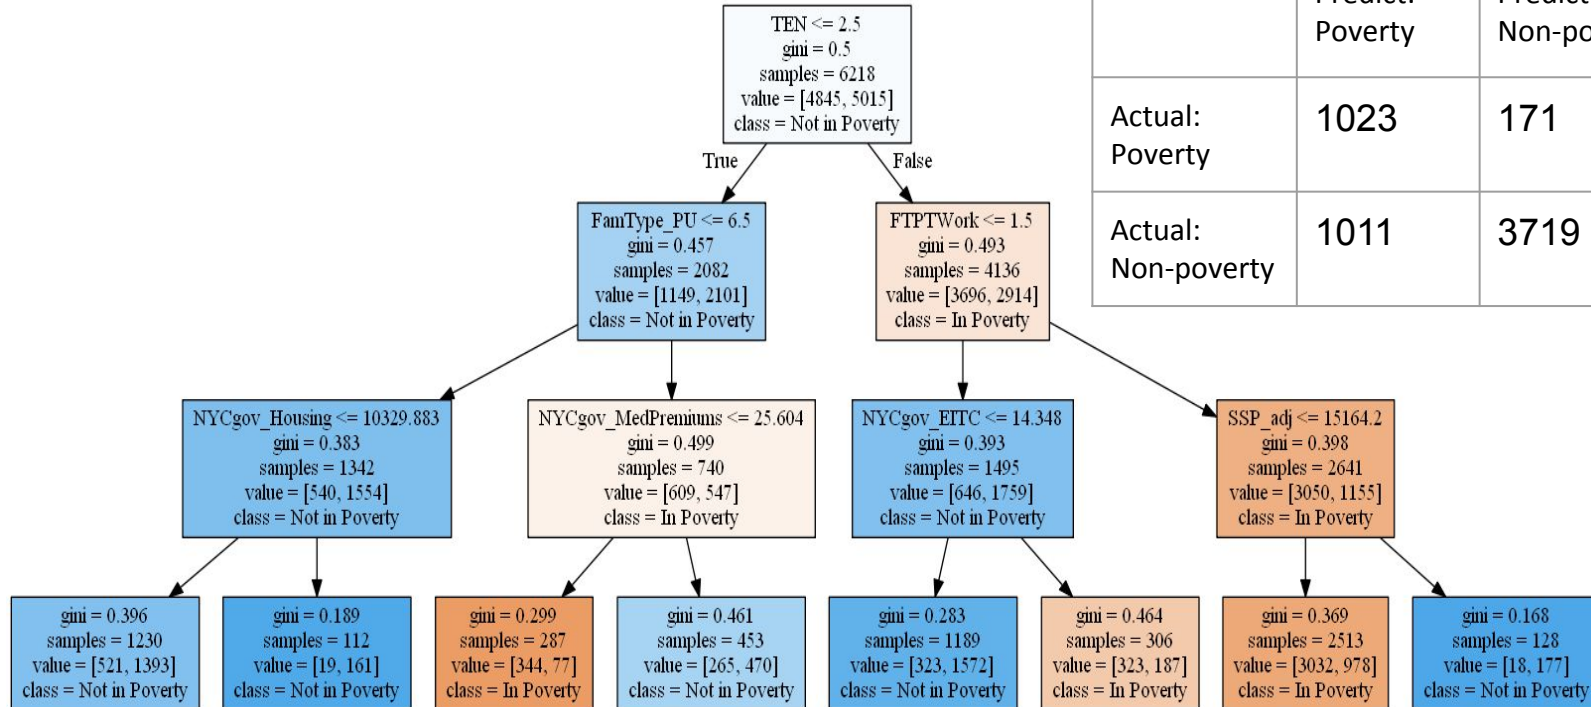 TEN <= 2.5
gini = 0.5
samples = 6218
value = [4845, 5015]
class = Not in Poverty
True
False
FamType_PU <= 6.5
gini = 0.457
samples = 2082
value = [1149, 2101]
class = Not in Poverty
FTPTWork <= 1.5
gini = 0.493
samples = 4136
value = [3696, 2914]
class = In Poverty
NYCgov_Housing <= 10329.883
gini = 0.383
samples = 1342
value = [540, 1554]
class = Not in Poverty
NYCgov_MedPremiums <= 25.604
gini = 0.499
samples = 740
value = [609, 547]
class = In Poverty
NYCgov_EITC <= 14.348
gini = 0.393
samples = 1495
value = [646, 1759]
class = Not in Poverty
SSP_adj <= 15164.2
gini = 0.398
samples = 2641
value = [3050, 1155]
class = In Poverty
gini = 0.396
samples = 1230
value = [521, 1393]
class = Not in Poverty
gini = 0.189
samples = 112
value = [19, 161]
class = Not in Poverty
gini = 0.299
samples = 287
value = [344, 77]
class = In Poverty
gini = 0.461
samples = 453
value = [265, 470]
class = Not in Poverty
gini = 0.283
samples = 1189
value = [323, 1572]
class = Not in Poverty
gini = 0.464
samples = 306
value = [323, 187]
class = In Poverty
gini = 0.369
samples = 2513
value = [3032, 978]
class = In Poverty
gini = 0.168
samples = 128
value = [18, 177]
class = Not in Poverty
Poverty
Non-po
Actual:
Poverty
1023
171
Actual:
Non-poverty
1011
3719